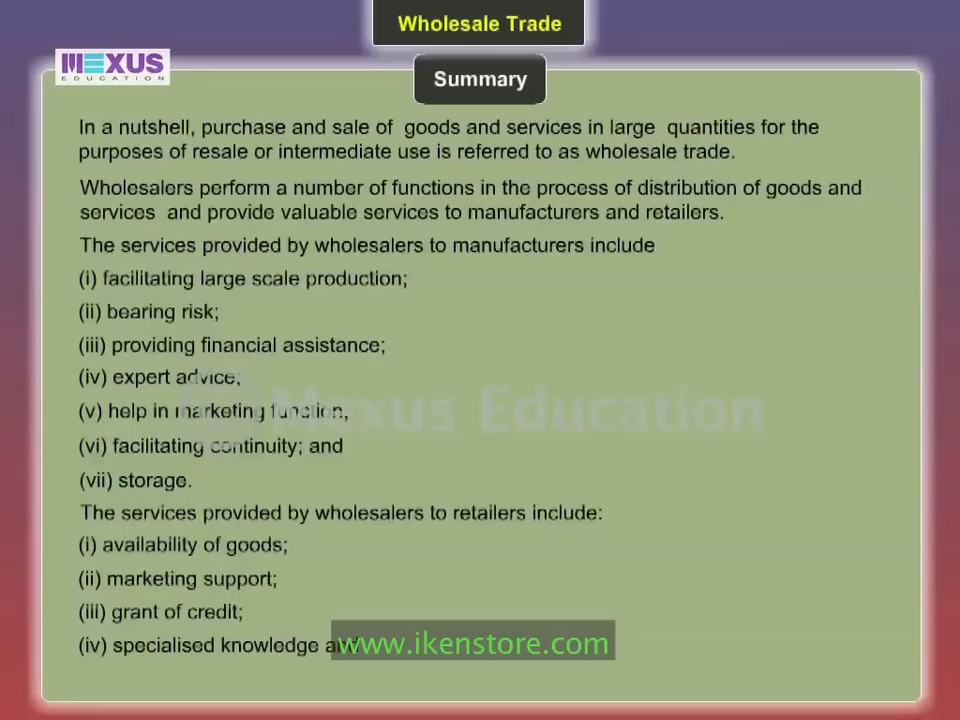 Wholesale Trade
MEXUS
EDUCATION
Summary
In a nutshell, purchase and sale of goods and services in large quantities for the
purposes of resale or intermediate use is referred to as wholesale trade.
Wholesalers perform a number of functions in the process of distribution of goods and
services and provide valuable services to manufacturers and retailers.
The services provided by wholesalers to manufacturers include
(i) facilitating large scale production;
(ii) bearing risk;
(iii) providing financial assistance;
(iv) expert advice;
(v) help in marketing function;
(vi) facilitating continuity; and
(vii) storage.
Mexus Education
The services provided by wholesalers to retailers include:
(i) availability of goods;
(ii) marketing support;
(iii) grant of credit;
(iv) specialised knowledge and
www.ikenstore.com